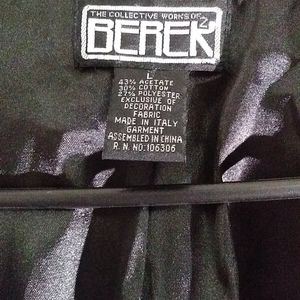 THE COLLECTIVE WORKS OF
BEREK 2
L
43% ACETATE
30% COTTON
27% POLYESTER
EXCLUSIVE OF
DECORATION
FABRIC
MADE IN ITALY
GARMENT
ASSEMBLED IN CHINA
R. N. NO: 106306